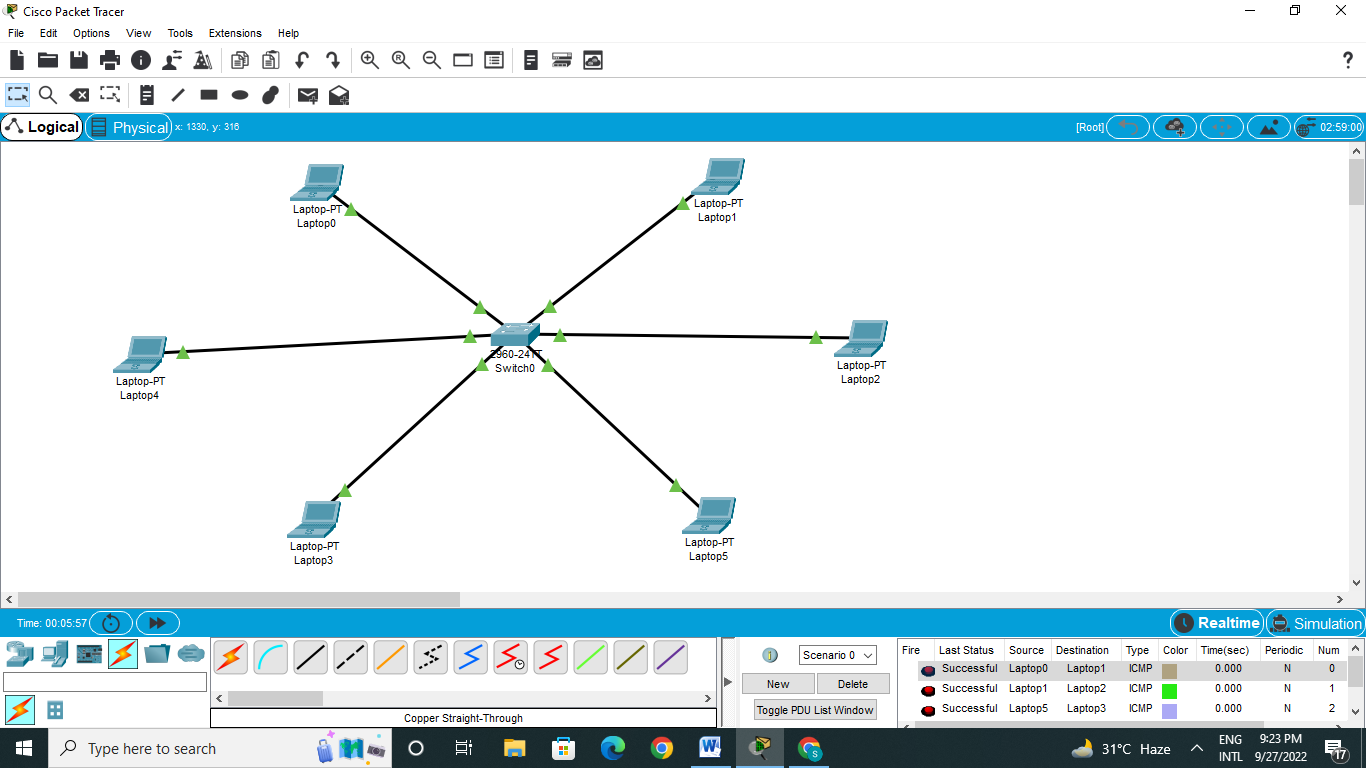 Cisco Packet Tracer
File Edit Options View Tools Extensions Help
?
Logical Physical x: 1330, y: 316 [Root] 02:59:00
Laptop-PT
Laptop0
Laptop-PT
Laptop1
2960-24TT
Switch0
Laptop-PT
Laptop2
Laptop-PT
Laptop4
Laptop-PT
Laptop3
Laptop-PT
Laptop5
Time: 00:05:57 Realtime Simulation
Scenario 0
New Delete
Toggle PDU List Window
Copper Straight-Through
Fire Last Status Source Destination Type Color Time(sec) Periodic Num
Successful Laptop0 Laptop1 ICMP 0.000 N 0
Successful Laptop1 Laptop2 ICMP 0.000 N 1
Successful Laptop5 Laptop3 ICMP 0.000 N 2
Type here to search
W
S
31°C Haze
ENG
INTL
9:23 PM
9/27/2022
17